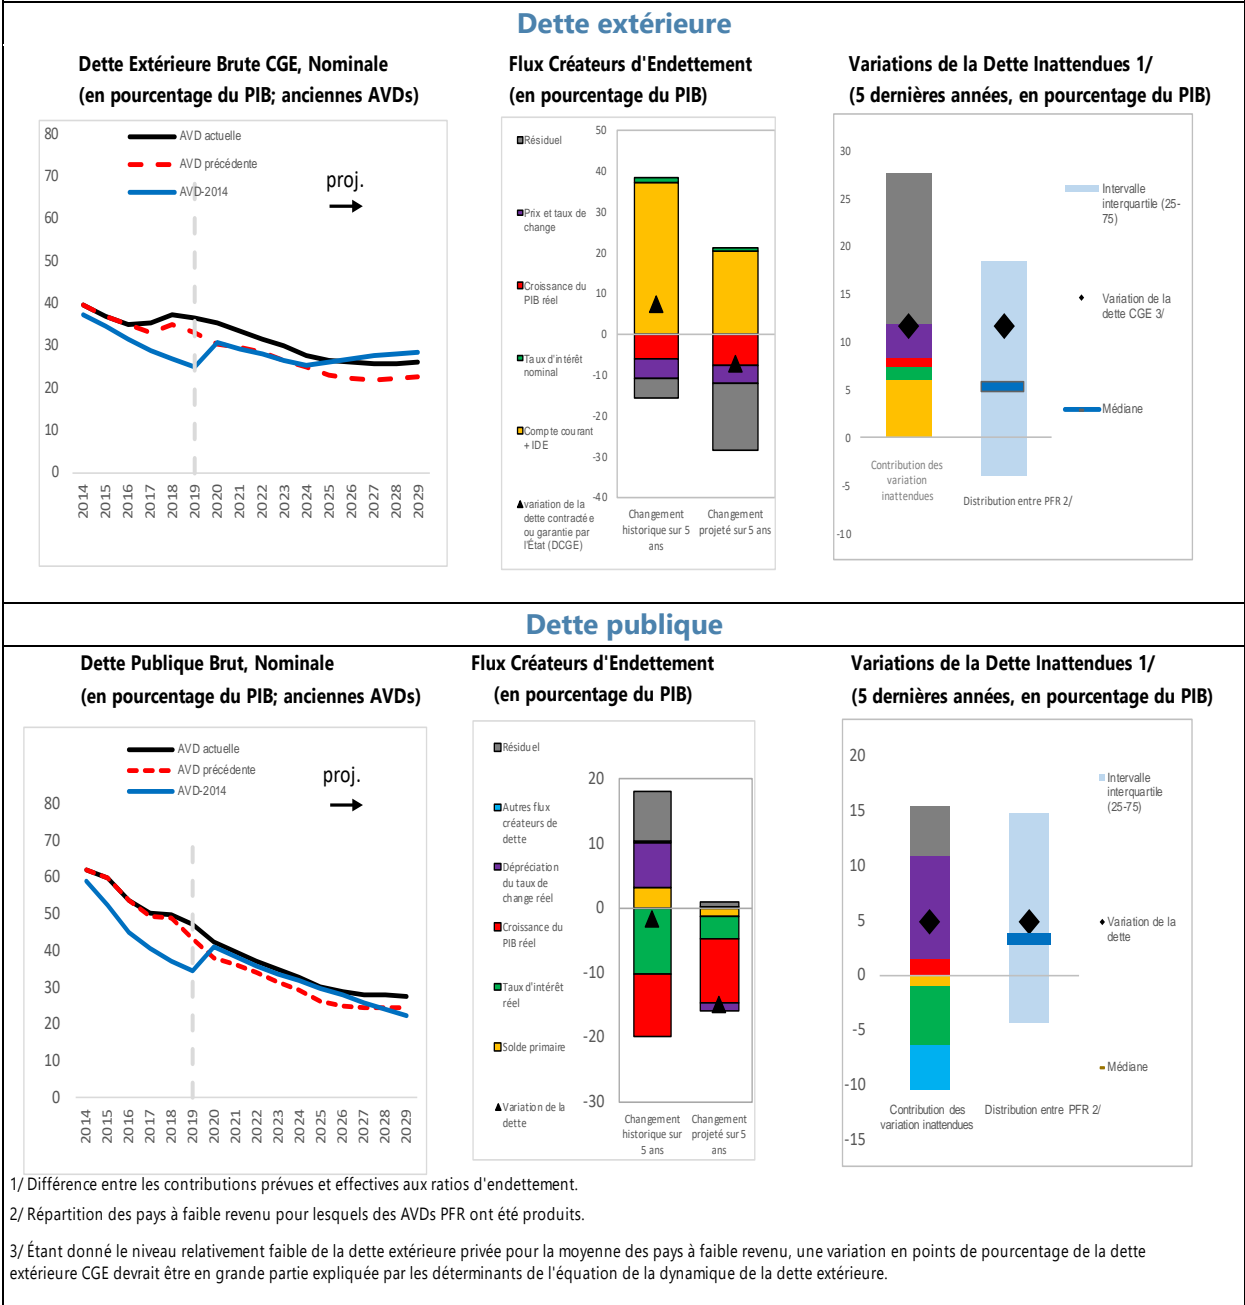 Dette extérieure
Dette Extérieure Brute CGE, Nominale
(en pourcentage du PIB; anciennes AVDs)
80
70
60
50
40
30
20
10
0
AVD actuelle
AVD précédente
AVD-2014
proj.
2014
2015
2016
2017
2018
2019
2020
2021
2022
2023
2024
2025
2026
2027
2028
2029
Flux Créateurs d'Endettement
(en pourcentage du PIB)
Résiduel
Prix et taux de
change
Croissance du
PIB réel
Taux d'intérêt
nominal
Compte courant
+ IDE
variation de la
dette contractée
ou garantie par
l'État (DCGE)
50
40
30
20
10
0
-10
-20
-30
-40
Changement
historique sur 5
ans
Changement
projeté sur 5 ans
Variations de la Dette Inattendues 1/
(5 dernières années, en pourcentage du PIB)
30
25
20
15
10
5
0
-5
-10
Contribution des
variation
inattendues
Distribution entre PFR 2/
Intervalle
interquartile (25-
75)
Variation de la
dette CGE 3/
Médiane
Dette publique
Dette Publique Brut, Nominale
(en pourcentage du PIB; anciennes AVDs)
AVD actuelle
AVD précédente
AVD-2014
proj.
80
70
60
50
40
30
20
10
0
2014
2015
2016
2017
2018
2019
2020
2021
2022
2023
2024
2025
2026
2027
2028
2029
Flux Créateurs d'Endettement
(en pourcentage du PIB)
Résiduel
Autres flux
créateurs de
dette
Dépréciation
du taux de
change réel
Croissance du
PIB réel
Taux d'intérêt
réel
Solde primaire
Variation de la
dette
20
10
0
-10
-20
-30
Changement
historique sur
5 ans
Changement
projeté sur 5
ans
Variations de la Dette Inattendues 1/
(5 dernières années, en pourcentage du PIB)
20
15
10
5
0
-5
-10
-15
Contribution des
variation inattendues
Distribution entre PFR 2/
Intervalle
interquartile
(25-75)
Variation de la
dette
Médiane
1/ Différence entre les contributions prévues et effectives aux ratios d'endettement.
2/ Répartition des pays à faible revenu pour lesquels des AVDs PFR ont été produits.
3/ Étant donné le niveau relativement faible de la dette extérieure privée pour la moyenne des pays à faible revenu, une variation en points de pourcentage de la dette
extérieure CGE devrait être en grande partie expliquée par les déterminants de l'équation de la dynamique de la dette extérieure.